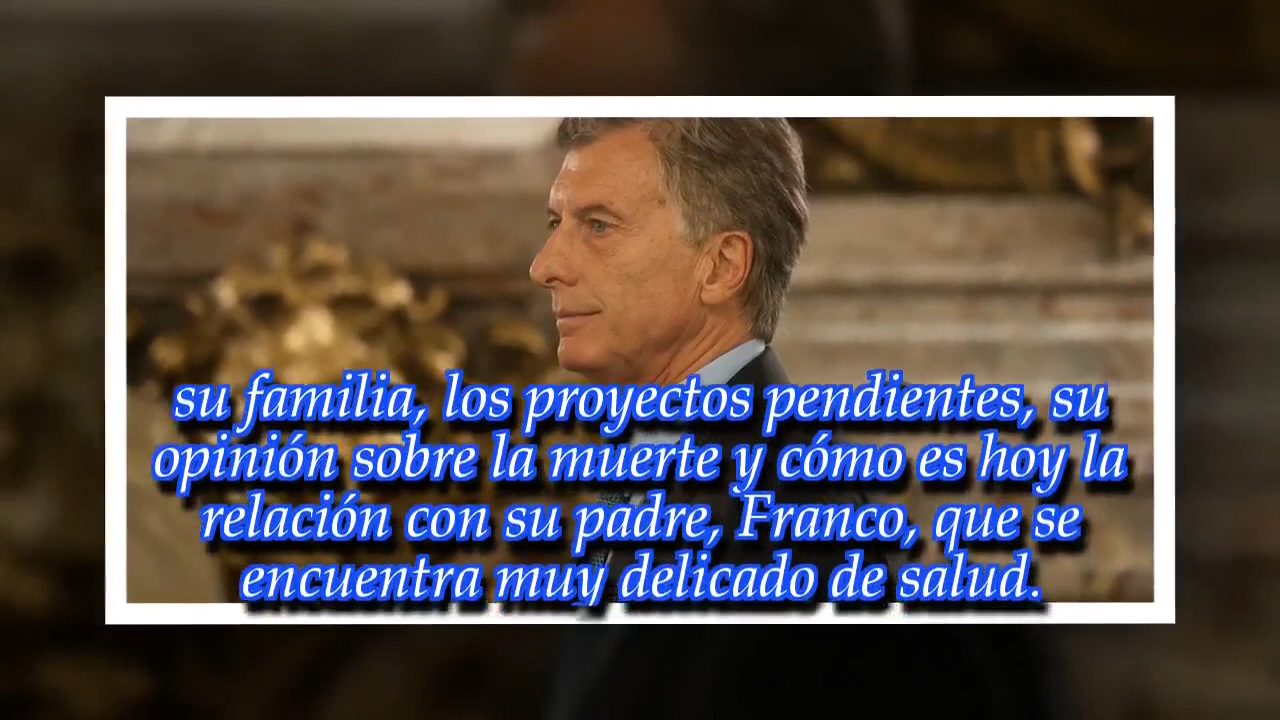 su familia, los proyectos pendientes, su
opinión sobre la muerte y cómo es hoy la
relación con su padre, Franco, que se
encuentra muy delicado de salud.